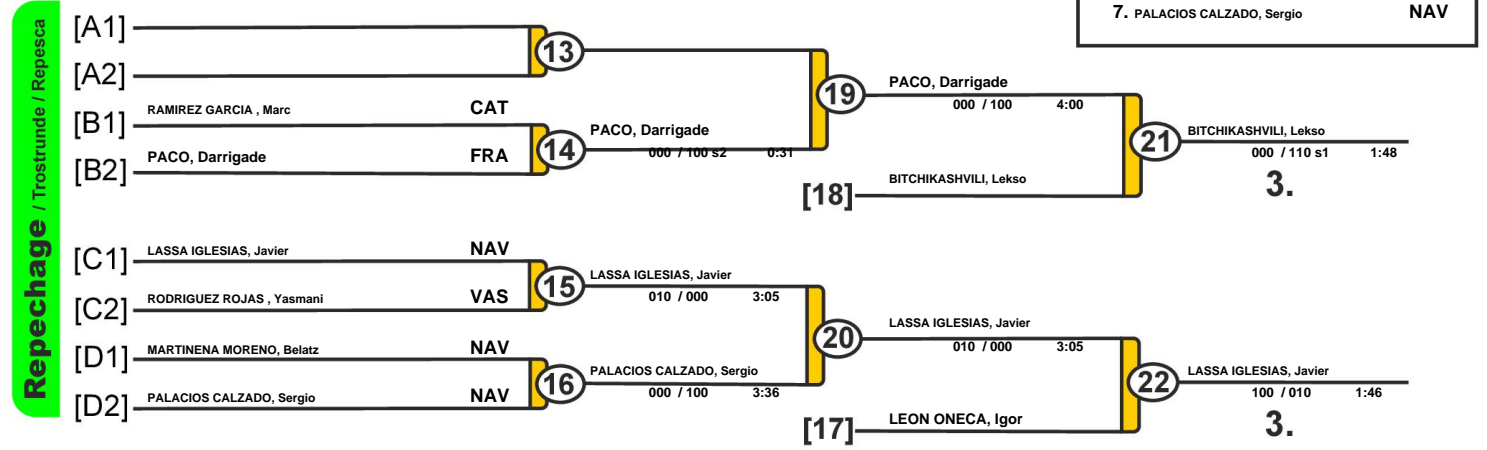 Repechage / Trostrunde / Repesca
7. PALACIOS CALZADO, Sergio NAV
[A1]
13
[A2]
19
PACO, Darrigade
000 / 100 4:00
RAMIREZ GARCIA , Marc CAT
[B1]
PACO, Darrigade
14
000 / 100 s2 0:31
PACO, Darrigade FRA
[B2]
21
BITCHIKASHVILI, Lekso
000 / 110 s1 1:48
3.
BITCHIKASHVILI, Lekso
[18]
LASSA IGLESIAS, Javier NAV
[C1]
15
LASSA IGLESIAS, Javier
010 / 000 3:05
RODRIGUEZ ROJAS , Yasmani VAS
[C2]
20
LASSA IGLESIAS, Javier
010 / 000 3:05
MARTINENA MORENO, Belatz NAV
[D1]
16
PALACIOS CALZADO, Sergio
000 / 100 3:36
PALACIOS CALZADO, Sergio NAV
[D2]
22
LASSA IGLESIAS, Javier
100 / 010 1:46
3.
LEON ONECA, Igor
[17]